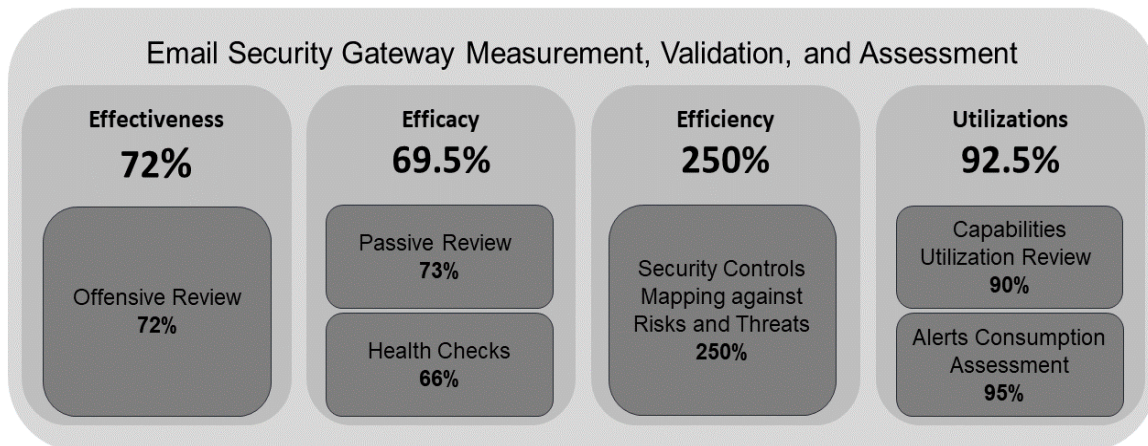 Email Security Gateway Measurement, Validation, and Assessment
Effectiveness
72%
Offensive Review
72%
Efficacy
69.5%
Passive Review
73%
Health Checks
66%
Efficiency
250%
Security Controls
Mapping against
Risks and Threats
250%
Utilizations
92.5%
Capabilities
Utilization Review
90%
Alerts Consumption
Assessment
95%